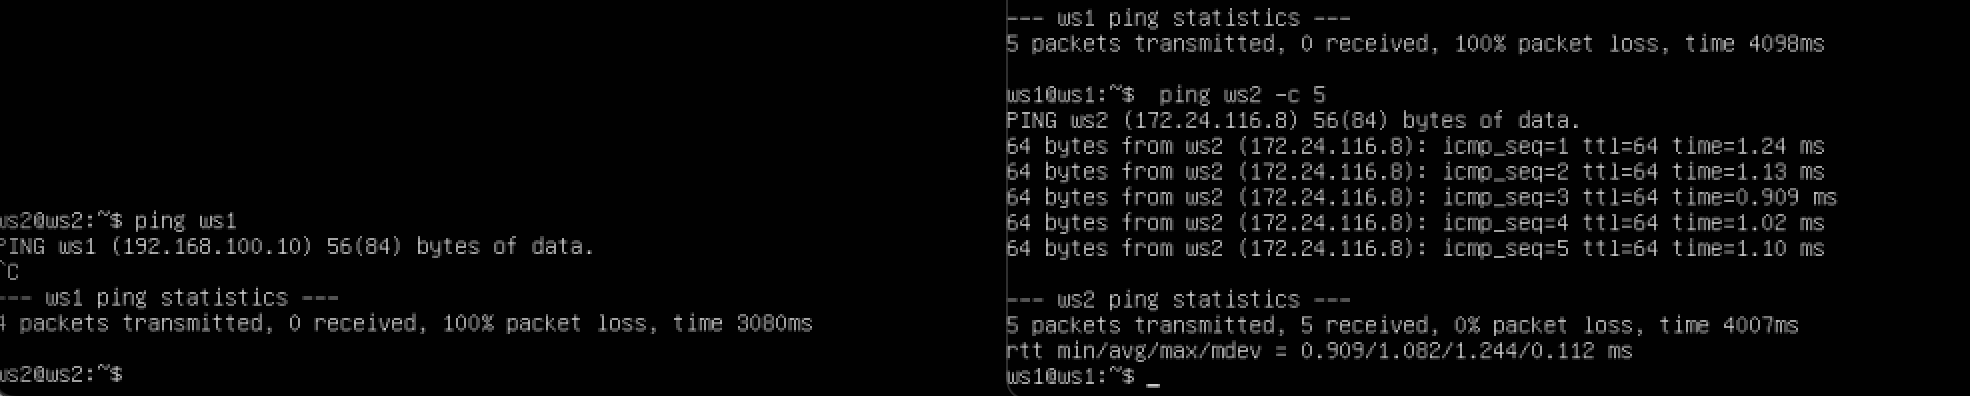 ws2@ws2:~$ ping ws1
PING ws1 (192.168.100.10) 56(84) bytes of data.
^C
--- ws1 ping statistics ---
4 packets transmitted, 0 received, 100% packet loss, time 3080ms
ws2@ws2:~$
--- ws1 ping statistics ---
5 packets transmitted, 0 received, 100% packet loss, time 4098ms
ws1@ws1:~$  ping ws2 -c 5
PING ws2 (172.24.116.8) 56(84) bytes of data.
64 bytes from ws2 (172.24.116.8): icmp_seq=1 ttl=64 time=1.24 ms
64 bytes from ws2 (172.24.116.8): icmp_seq=2 ttl=64 time=1.13 ms
64 bytes from ws2 (172.24.116.8): icmp_seq=3 ttl=64 time=0.909 ms
64 bytes from ws2 (172.24.116.8): icmp_seq=4 ttl=64 time=1.02 ms
64 bytes from ws2 (172.24.116.8): icmp_seq=5 ttl=64 time=1.10 ms
--- ws2 ping statistics ---
5 packets transmitted, 5 received, 0% packet loss, time 4007ms
rtt min/avg/max/mdev = 0.909/1.082/1.244/0.112 ms
ws1@ws1:~$ _